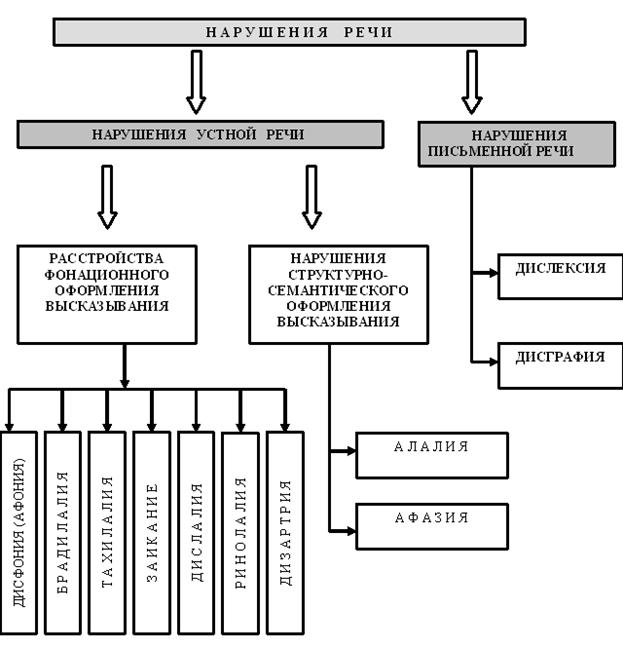 НАРУШЕНИЯ РЕЧИ
НАРУШЕНИЯ УСТНОЙ РЕЧИ
НАРУШЕНИЯ
ПИСЬМЕННОЙ РЕЧИ
РАССТРОЙСТВА
ФОНАЦИОННОГО
ОФОРМЛЕНИЯ
ВЫСКАЗЫВАНИЯ
НАРУШЕНИЯ
СТРУКТУРНО-
СЕМАНТИЧЕСКОГО
ОФОРМЛЕНИЯ
ВЫСКАЗЫВАНИЯ
ДИСЛЕКСИЯ
ДИСГРАФИЯ
АЛАЛИЯ
АФАЗИЯ
ДИСФОНИЯ (АФОНИЯ)
БРАДИЛАЛИЯ
ТАХИЛАЛИЯ
ЗАИКАНИЕ
ДИСЛАЛИЯ
РИНОЛАЛИЯ
ДИЗАРТРИЯ